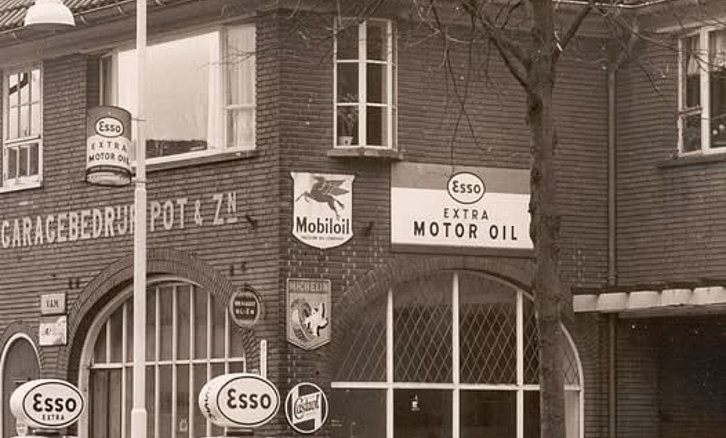 Esso
EXTRA
MOTOR OIL
GARAGEBEDRIJF POT & ZN
Mobiloil
Esso
EXTRA
MOTOR OIL
MICHELIN
VAN
Castrol
Esso
EXTRA
Esso